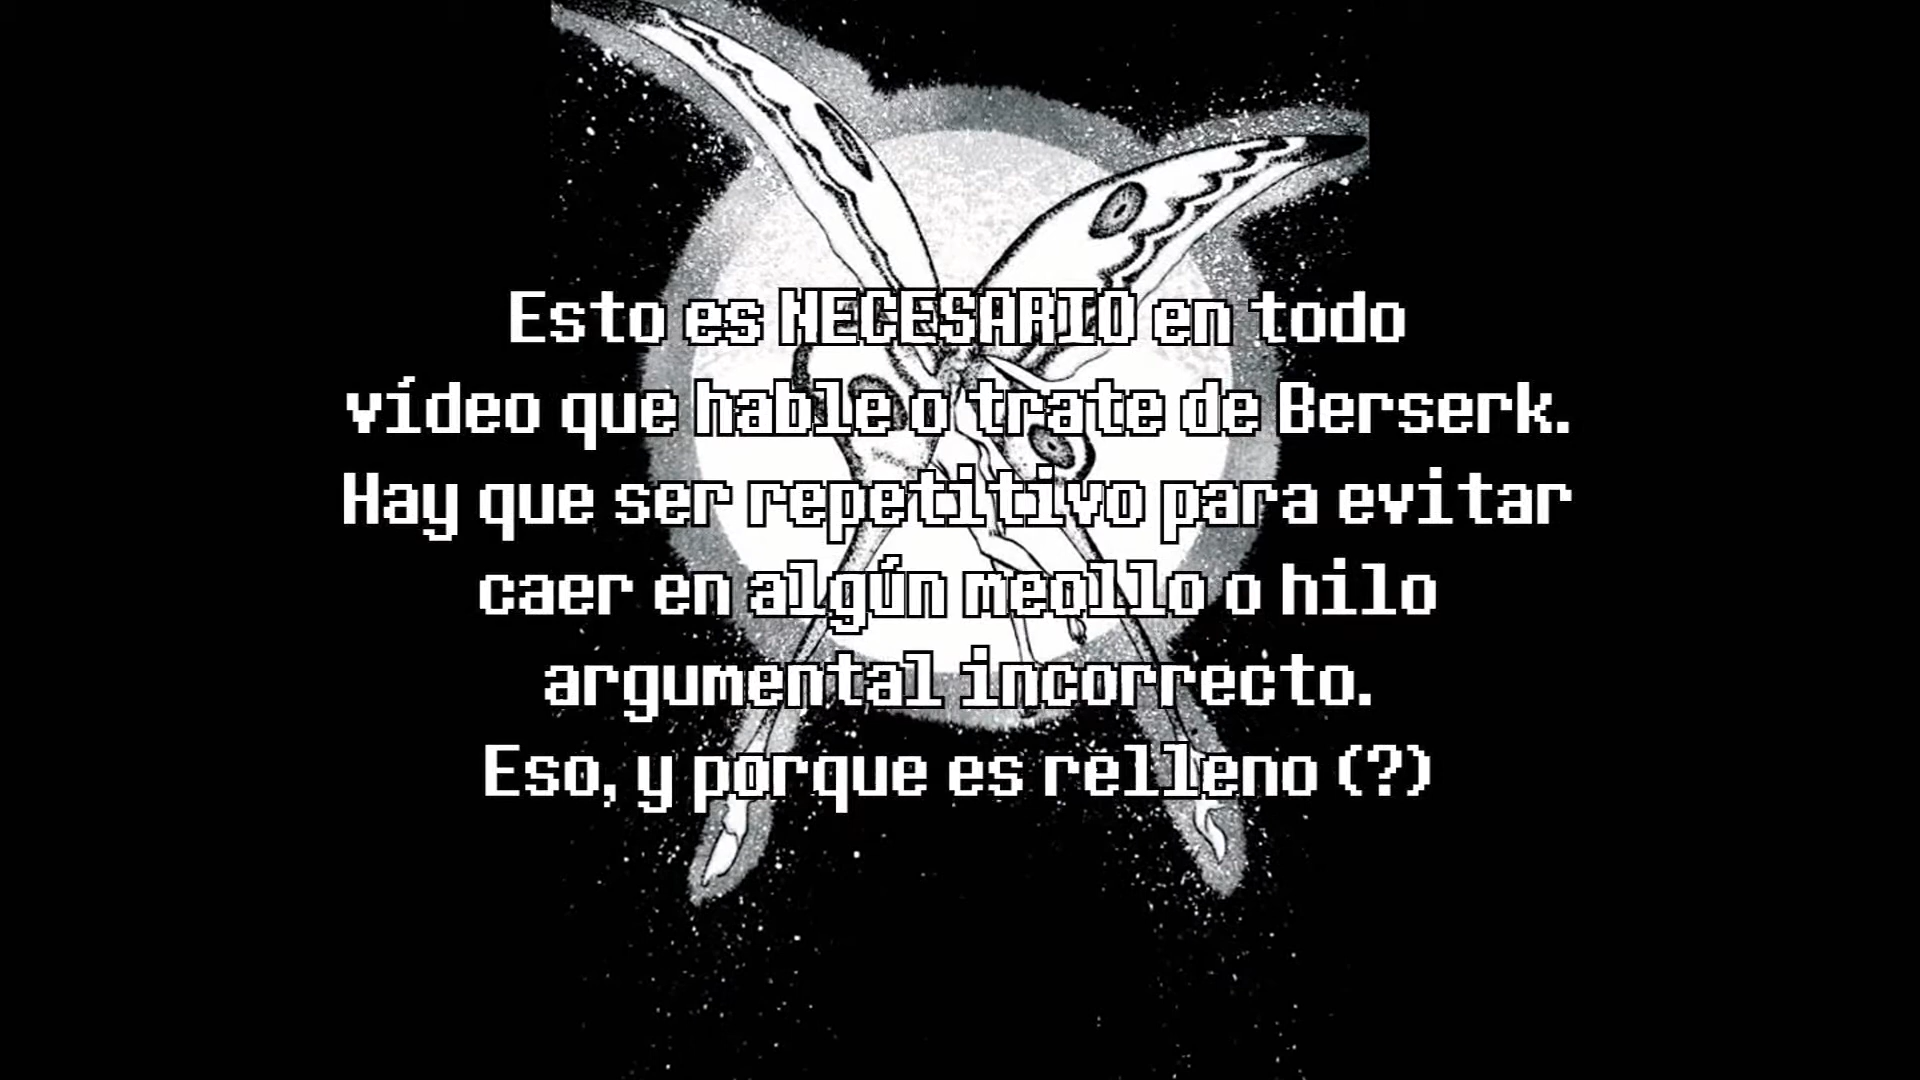 Esto es NECESARIO en todo
vídeo que hable o trate de Berserk.
Hay que ser repetitivo para evitar
caer en algún meollo o hilo
argumental incorrecto.
Eso, y porque es relleno (?)